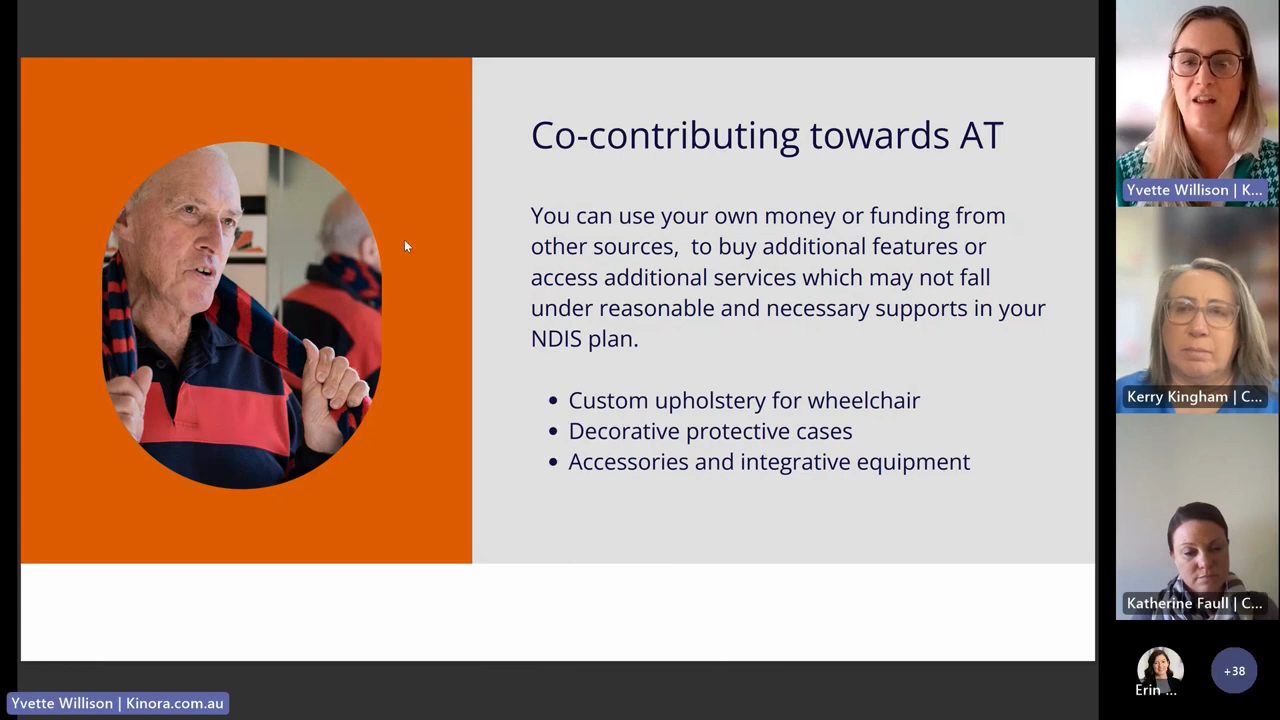 Co-contributing towards AT
You can use your own money or funding from
other sources,  to buy additional features or
access additional services which may not fall
under reasonable and necessary supports in your
NDIS plan.
• Custom upholstery for wheelchair
• Decorative protective cases
• Accessories and integrative equipment
Yvette Willison | K...
Kerry Kingham | C...
Katherine Faull | C...
Erin ...
+38
Yvette Willison | Kinora.com.au